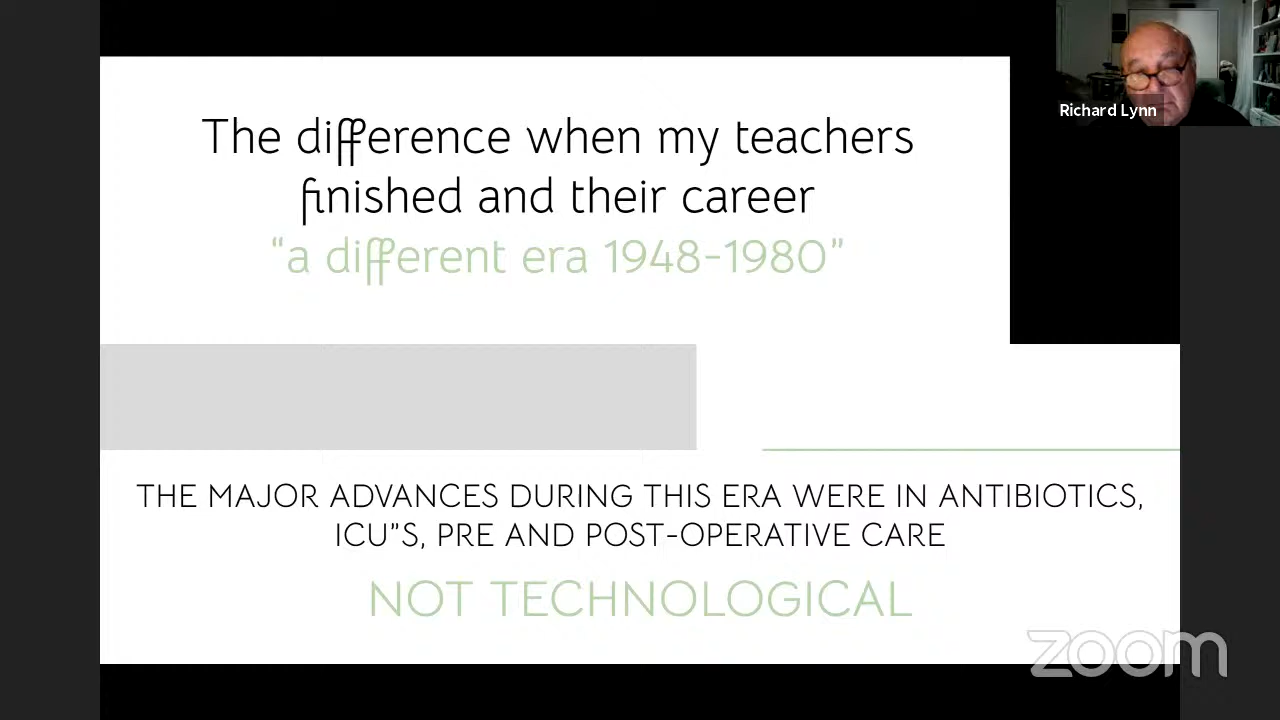 The difference when my teachers
finished and their career
“a different era 1948-1980”
THE MAJOR ADVANCES DURING THIS ERA WERE IN ANTIBIOTICS,
ICU”S, PRE AND POST-OPERATIVE CARE
NOT TECHNOLOGICAL
Richard Lynn
zoom